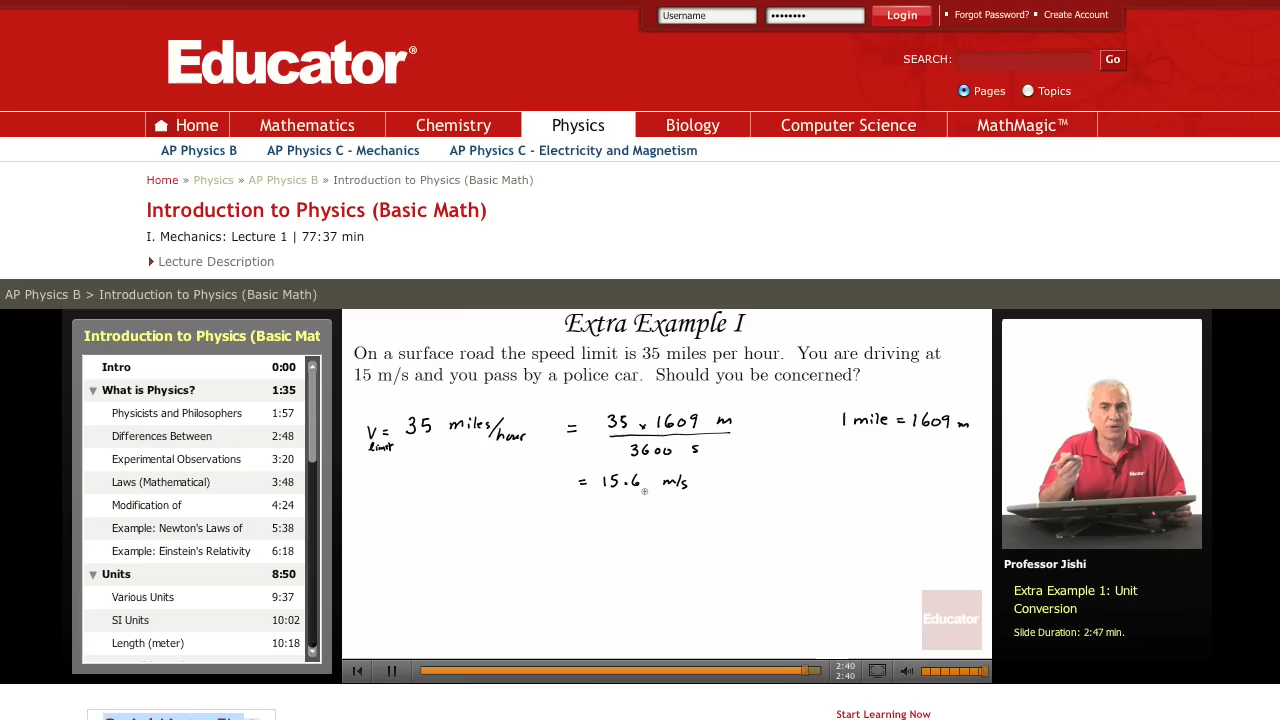 Username
••••••••
Login
Forgot Password?
Create Account
Educator®
SEARCH:
Go
Pages
Topics
Home
Mathematics
Chemistry
Physics
Biology
Computer Science
MathMagic™
AP Physics B
AP Physics C - Mechanics
AP Physics C - Electricity and Magnetism
Home » Physics » AP Physics B » Introduction to Physics (Basic Math)
Introduction to Physics (Basic Math)
I. Mechanics: Lecture 1 | 77:37 min
Lecture Description
AP Physics B > Introduction to Physics (Basic Math)
Introduction to Physics (Basic Mat
Intro 0:00
What is Physics? 1:35
Physicists and Philosophers 1:57
Differences Between 2:48
Experimental Observations 3:20
Laws (Mathematical) 3:48
Modification of 4:24
Example: Newton's Laws of 5:38
Example: Einstein's Relativity 6:18
Units 8:50
Various Units 9:37
SI Units 10:02
Length (meter) 10:18
Extra Example I
On a surface road the speed limit is 35 miles per hour. You are driving at
15 m/s and you pass by a police car. Should you be concerned?
V limit = 35 miles/hour = 35 x 1609 m / 3600 s
1 mile = 1609 m
= 15.6 m/s
Educator
2:40
2:40
Professor Jishi
Extra Example 1: Unit
Conversion
Slide Duration: 2:47 min.
Start Learning Now